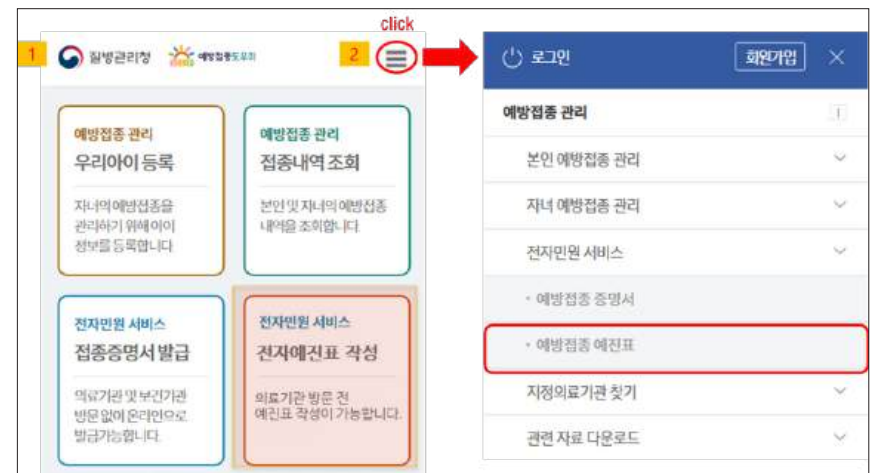 click
1
질병관리청
예방접종도우미
2
예방접종 관리
우리아이 등록
자녀의 예방접종을
관리하기 위해 아이
정보를 등록합니다.
예방접종 관리
접종내역 조회
본인 및 자녀의 예방접종
내역을 조회합니다.
전자민원 서비스
접종증명서 발급
의료기관 및 보건기관
방문 없이 온라인으로
발급가능합니다.
전자민원 서비스
전자예진표 작성
의료기관 방문 전
예진표 작성이 가능합니다.
로그인
회원가입
예방접종 관리
본인 예방접종 관리
자녀 예방접종 관리
전자민원 서비스
· 예방접종 증명서
· 예방접종 예진표
지정의료기관 찾기
관련 자료 다운로드